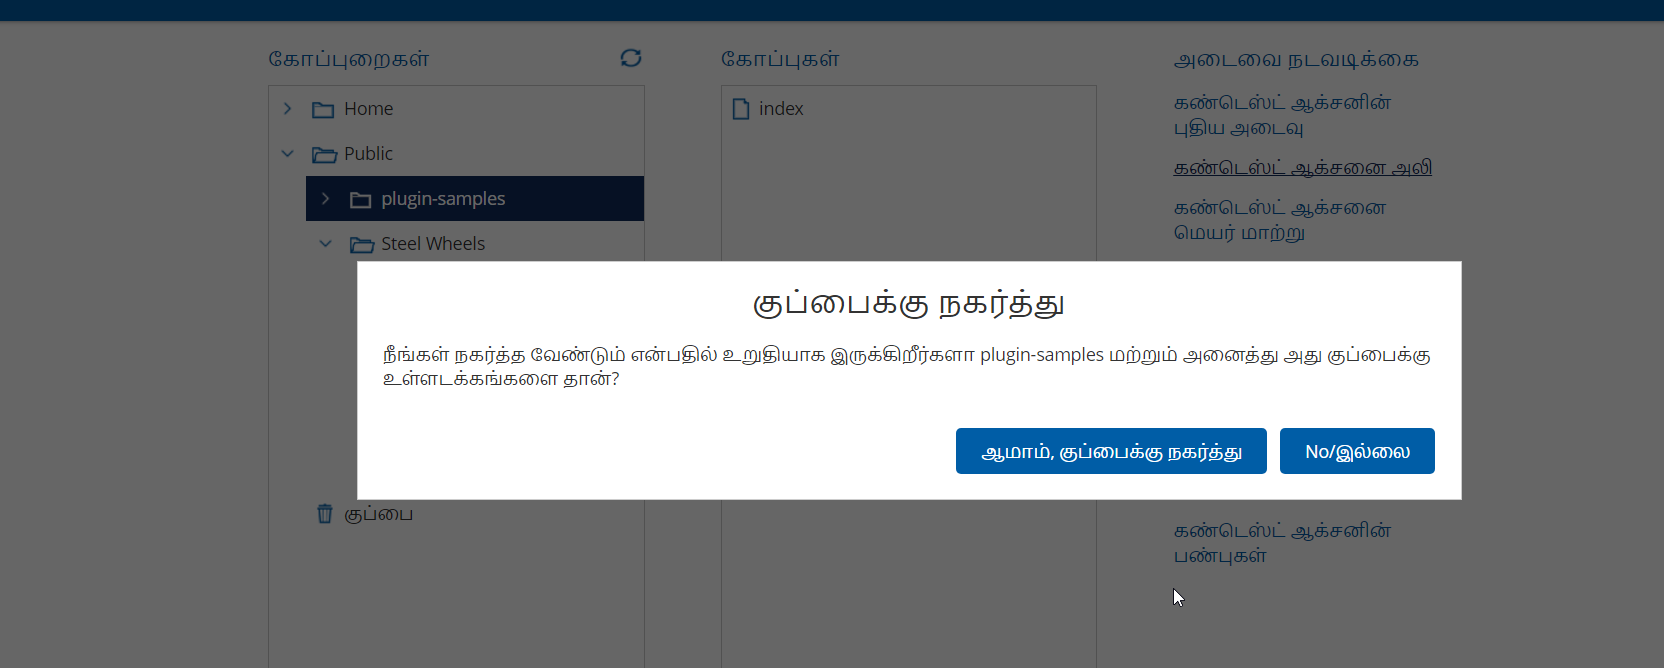 கோப்புறைகள்
Home
Public
plugin-samples
Steel Wheels
குப்பை
கோப்புகள்
index
அடைவை நடவடிக்கை
கண்டெஸ்ட் ஆக்சனின்
புதிய அடைவு
கண்டெஸ்ட் ஆக்சனை அலி
கண்டெஸ்ட் ஆக்சனை
மெயர் மாற்று
கண்டெஸ்ட் ஆக்சனின்
பண்புகள்
குப்பைக்கு நகர்த்து
நீங்கள் நகர்த்த வேண்டும் என்பதில் உறுதியாக இருக்கிறீர்களா plugin-samples மற்றும் அனைத்து அது குப்பைக்கு
உள்ளடக்கங்களை தான்?
ஆமாம், குப்பைக்கு நகர்த்து
No/இல்லை